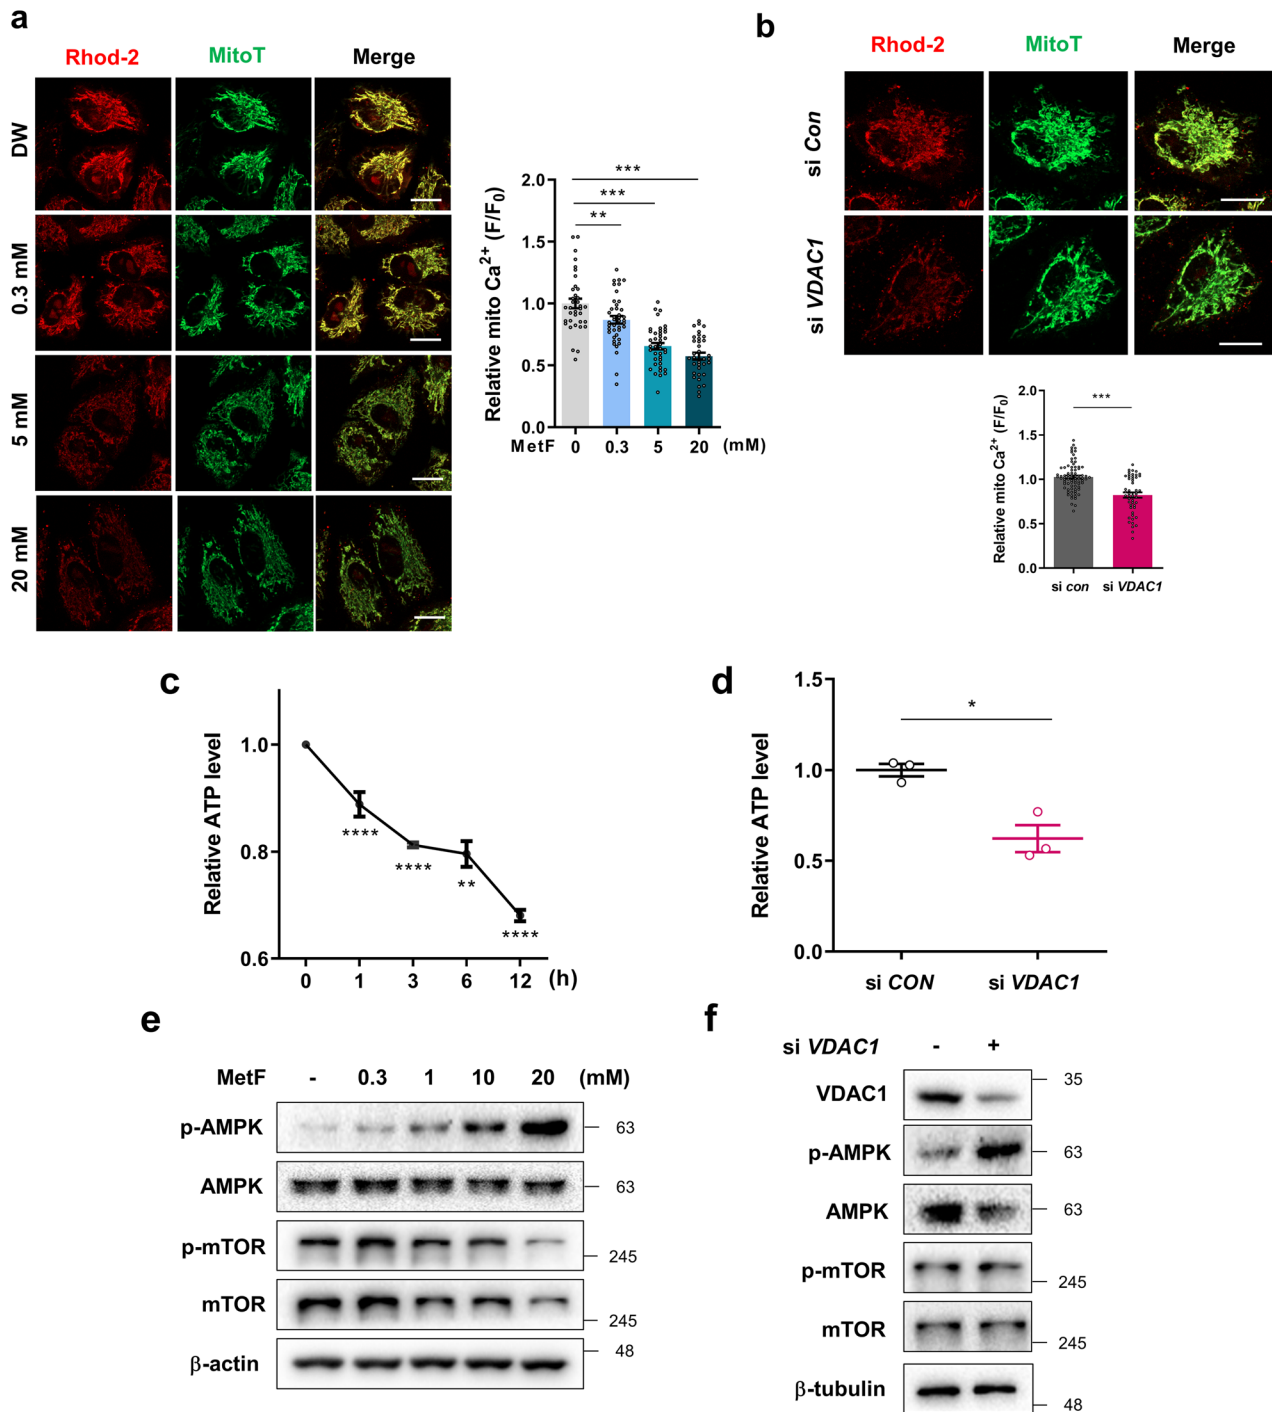 a
Rhod-2 MitoT Merge
DW
0.3 mM
5 mM
20 mM
Relative mito Ca2+ (F/F0)
2.0
1.5
1.0
0.5
0.0
***
***
**
MetF 0 0.3 5 20 (mM)
b
Rhod-2 MitoT Merge
si Con
si VDAC1
Relative mito Ca2+ (F/F0)
2.0
1.5
1.0
0.5
0.0
***
si con si VDAC1
c
Relative ATP level
1.0
0.8
0.6
****
****
**
****
0 1 3 6 12 (h)
d
Relative ATP level
1.5
1.0
0.5
0.0
*
si CON si VDAC1
e
MetF - 0.3 1 10 20 (mM)
p-AMPK 63
AMPK 63
p-mTOR 245
mTOR 245
β-actin 48
f
si VDAC1 - +
VDAC1 35
p-AMPK 63
AMPK 63
p-mTOR 245
mTOR 245
β-tubulin 48